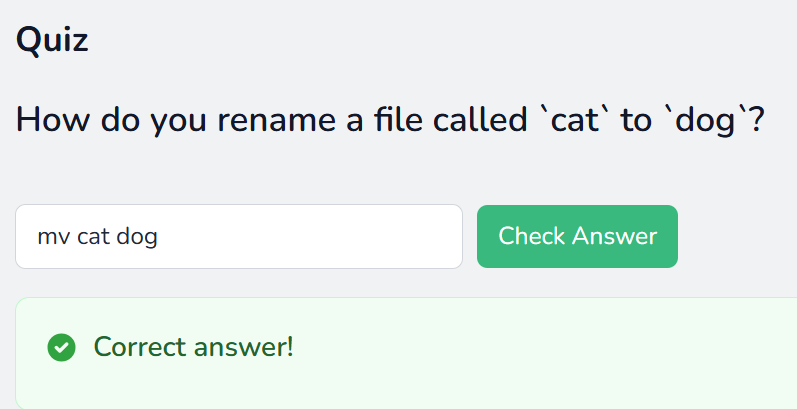 Quiz
How do you rename a file called `cat` to `dog`?
mv cat dog
Check Answer
Correct answer!